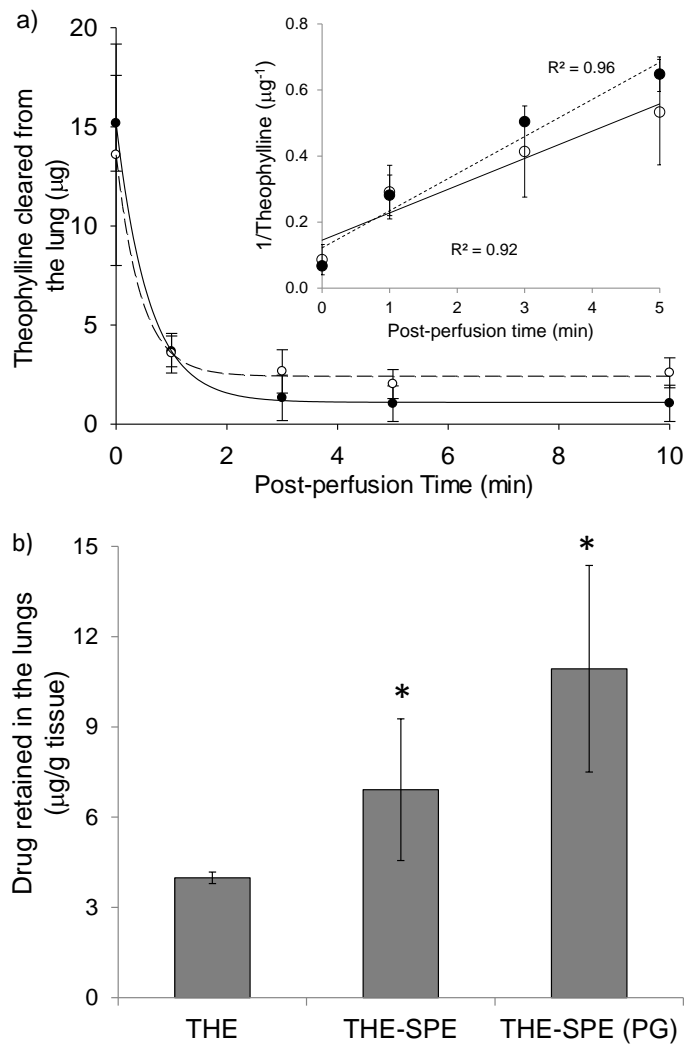 a)
20
15
10
5
0
Theophylline cleared from
the lung (µg)
0 2 4 6 8 10
Post-perfusion Time (min)
0.8
0.6
0.4
0.2
0.0
1/Theophylline (µg-1)
R² = 0.96
R² = 0.92
0 1 2 3 4 5
Post-perfusion time (min)
b)
15
12
9
6
3
0
Drug retained in the lungs
(µg/g tissue)
*
*
THE THE-SPE THE-SPE (PG)